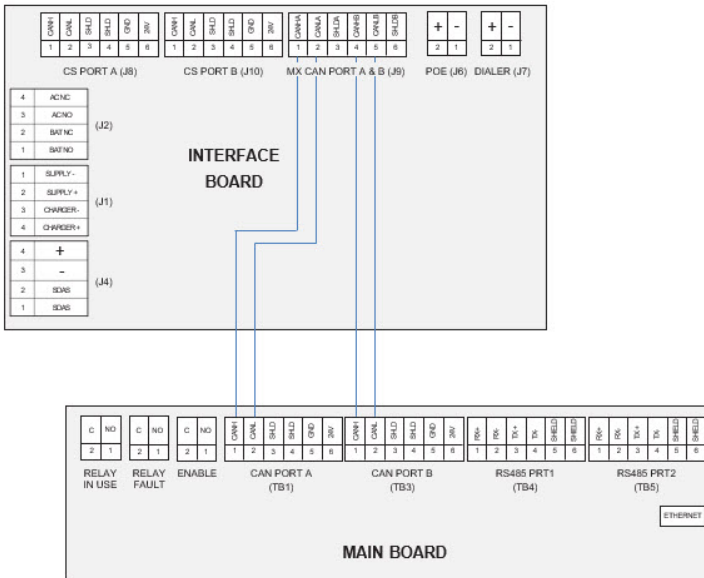 CANH CANL SHLD SHLD GND 24V
1 2 3 4 5 6
CS PORT A (J8)
CANH CANL SHLD SHLD GND 24V
1 2 3 4 5 6
CS PORT B (J10)
CANHA CANLA SHLDA CANHB CANLB SHLDB
1 2 3 4 5 6
MX CAN PORT A & B (J9)
+ -
2 1
POE (J6)
+ -
2 1
DIALER (J7)
4 ACNC
3 ACNO
2 BATNC
1 BATNO
(J2)
1 SUPPLY-
2 SUPPLY+
3 CHARGER-
4 CHARGER+
(J1)
4 +
3 -
2 SDAS
1 SDAS
(J4)
INTERFACE
BOARD
C NO
2 1
RELAY
IN USE
C NO
2 1
RELAY
FAULT
C NO
2 1
ENABLE
CANH CANL SHLD SHLD GND 24V
1 2 3 4 5 6
CAN PORT A
(TB1)
CANH CANL SHLD SHLD GND 24V
1 2 3 4 5 6
CAN PORT B
(TB3)
RX+ RX- TX+ TX- SHIELD SHIELD
1 2 3 4 5 6
RS485 PRT1
(TB4)
RX+ RX- TX+ TX- SHIELD SHIELD
1 2 3 4 5 6
RS485 PRT2
(TB5)
ETHERNET
MAIN BOARD